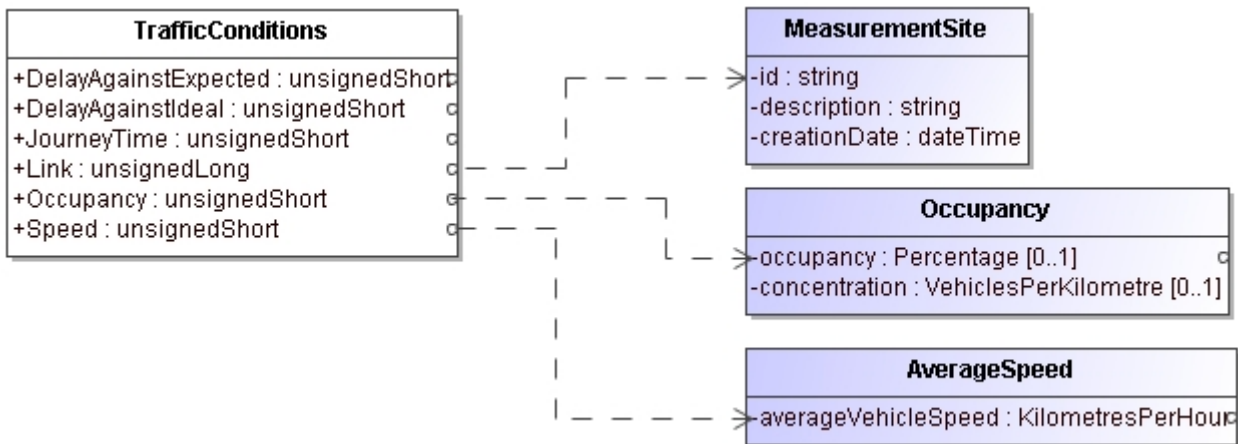 TrafficConditions
+DelayAgainstExpected : unsignedShort
+DelayAgainstIdeal : unsignedShort
+JourneyTime : unsignedShort
+Link : unsignedLong
+Occupancy : unsignedShort
+Speed : unsignedShort
MeasurementSite
-id : string
-description : string
-creationDate : dateTime
Occupancy
-occupancy : Percentage [0..1]
-concentration : VehiclesPerKilometre [0..1]
AverageSpeed
-averageVehicleSpeed : KilometresPerHour